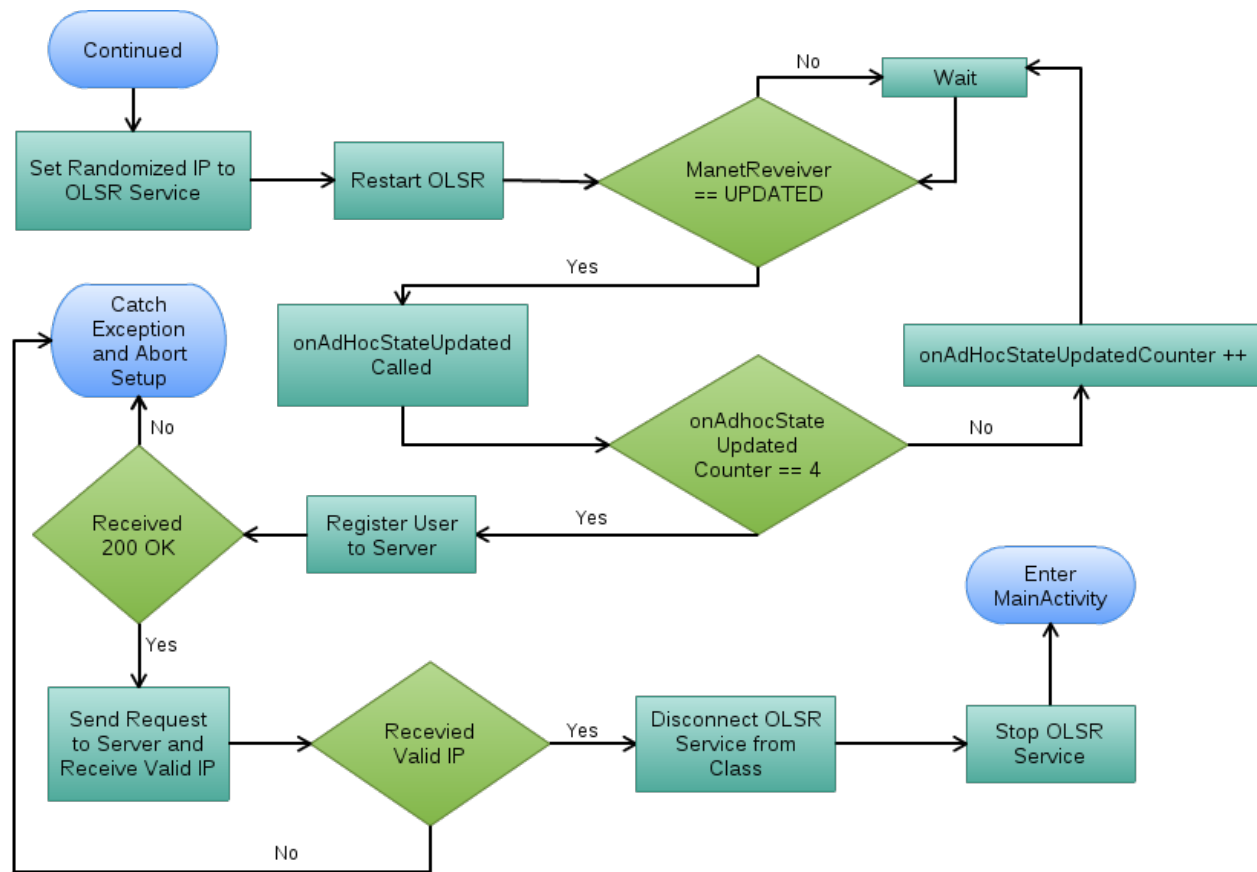 Continued
No
Wait
Set Randomized IP to
OLSR Service
Restart OLSR
ManetReveiver
== UPDATED
Yes
Catch
Exception
and Abort
Setup
onAdHocStateUpdated
Called
onAdHocStateUpdatedCounter ++
onAdhocState
Updated
Counter == 4
No
No
Received
200 OK
Register User
to Server
Yes
Enter
MainActivity
Yes
Send Request
to Server and
Receive Valid IP
Recevied
Valid IP
Yes
Disconnect OLSR
Service from
Class
Stop OLSR
Service
No